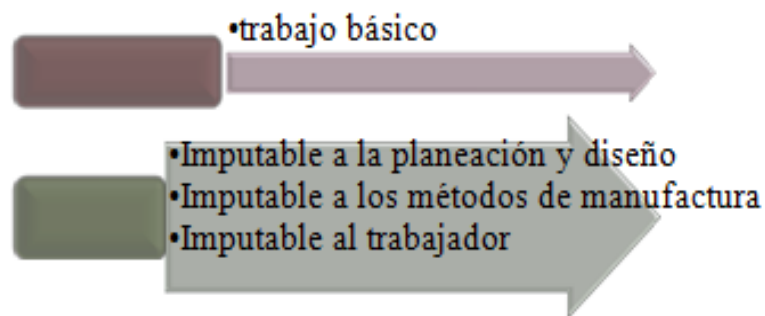 •trabajo básico
•Imputable a la planeación y diseño
•Imputable a los métodos de manufactura
•Imputable al trabajador